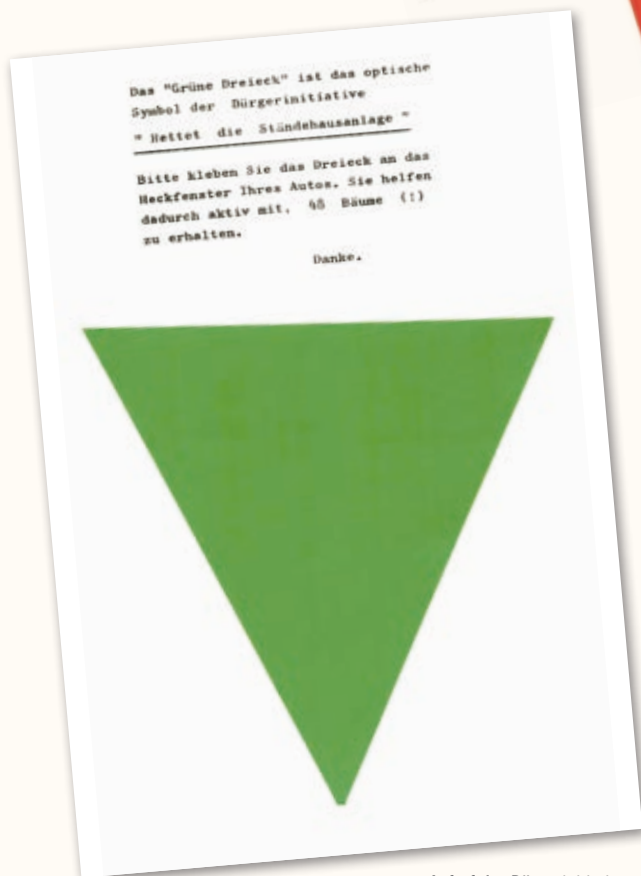 Das "Grüne Dreieck" ist das optische
Symbol der Bürgerinitiative
" Rettet die Ständehausanlage "
Bitte kleben Sie das Dreieck an das
Heckfenster Ihres Autos. Sie helfen
dadurch aktiv mit, 48 Bäume (!)
zu erhalten.
Danke.